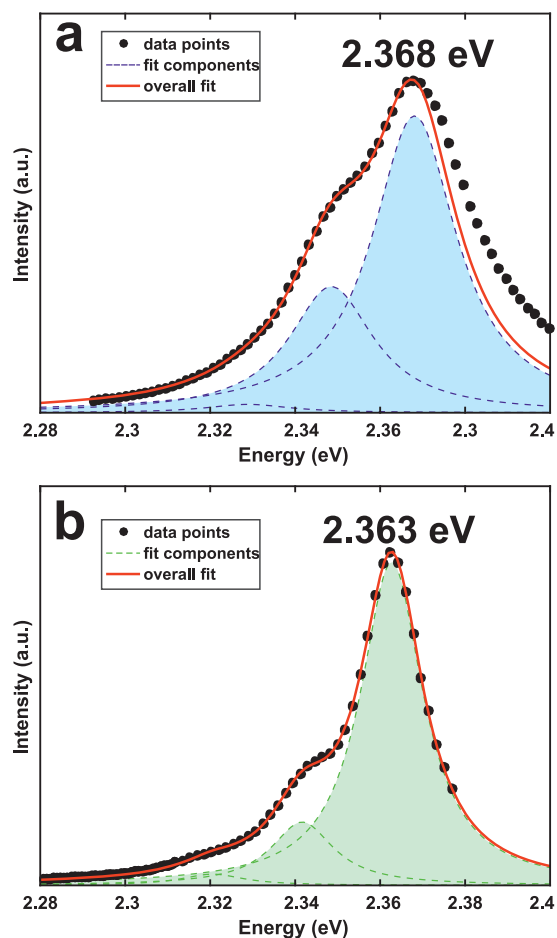 a
data points
fit components
overall fit
2.368 eV
Intensity (a.u.)
2.28 2.3 2.32 2.34 2.36 2.3 2.4
Energy (eV)
b
data points
fit components
overall fit
2.363 eV
Intensity (a.u.)
2.28 2.3 2.32 2.34 2.36 2.38 2.4
Energy (eV)